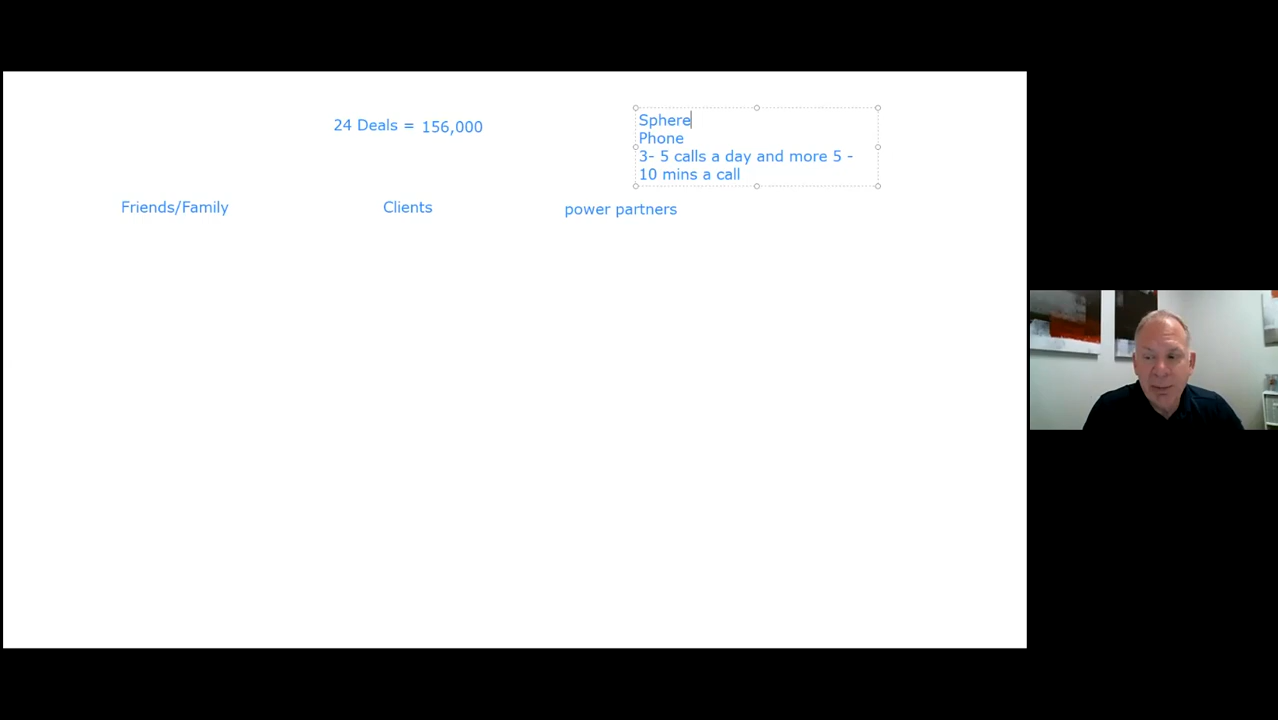 24 Deals = 156,000
Sphere
Phone
3- 5 calls a day and more 5 -
10 mins a call
Friends/Family
Clients
power partners